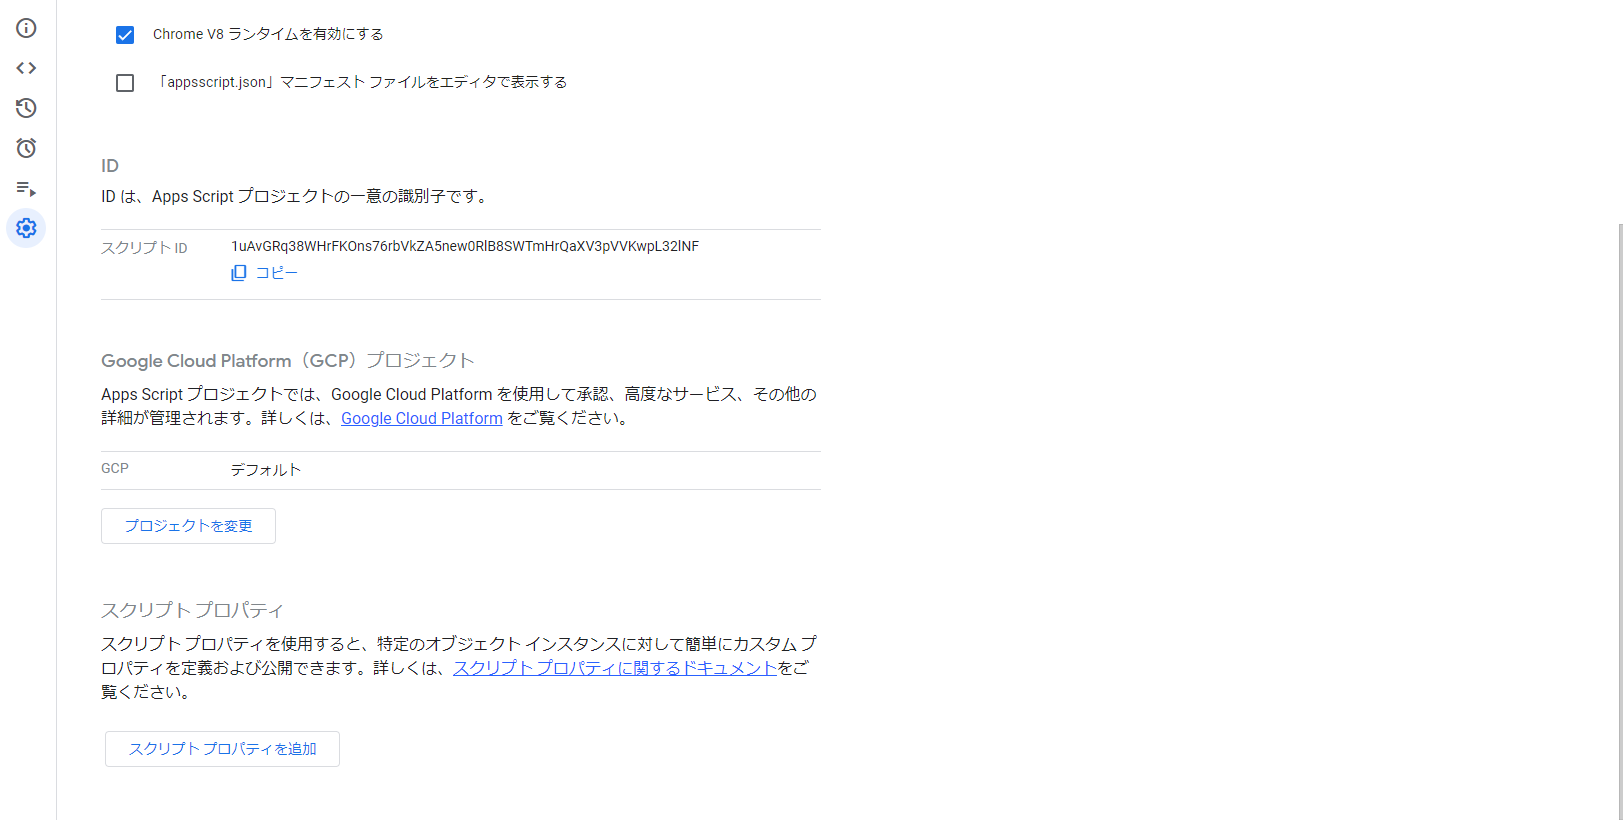 Chrome V8 ランタイムを有効にする
「appsscript.json」マニフェスト ファイルをエディタで表示する
ID
ID は、Apps Script プロジェクトの一意の識別子です。
スクリプト ID
1uAvGRq38WHrFKOns76rbVkZA5new0RlB8SWTmHrQaXV3pVVKwpL32lNF
コピー
Google Cloud Platform（GCP）プロジェクト
Apps Script プロジェクトでは、Google Cloud Platform を使用して承認、高度なサービス、その他の
詳細が管理されます。詳しくは、Google Cloud Platform をご覧ください。
GCP
デフォルト
プロジェクトを変更
スクリプト プロパティ
スクリプト プロパティを使用すると、特定のオブジェクト インスタンスに対して簡単にカスタム プ
ロパティを定義および公開できます。詳しくは、スクリプト プロパティに関するドキュメントをご
覧ください。
スクリプト プロパティを追加